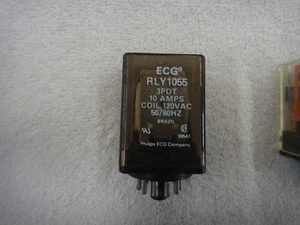 ECG®
RLY1055
3PDT
10 AMPS
COIL 120VAC
50/60HZ
BRAZIL
Philips ECG Company